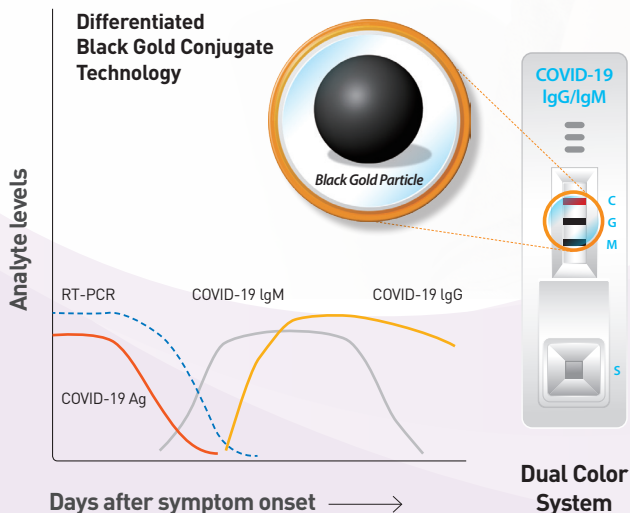 Differentiated
Black Gold Conjugate
Technology
Black Gold Particle
COVID-19
IgG/IgM
C
G
M
S
Analyte levels
RT-PCR
COVID-19 lgM
COVID-19 lgG
COVID-19 Ag
Days after symptom onset
Dual Color
System